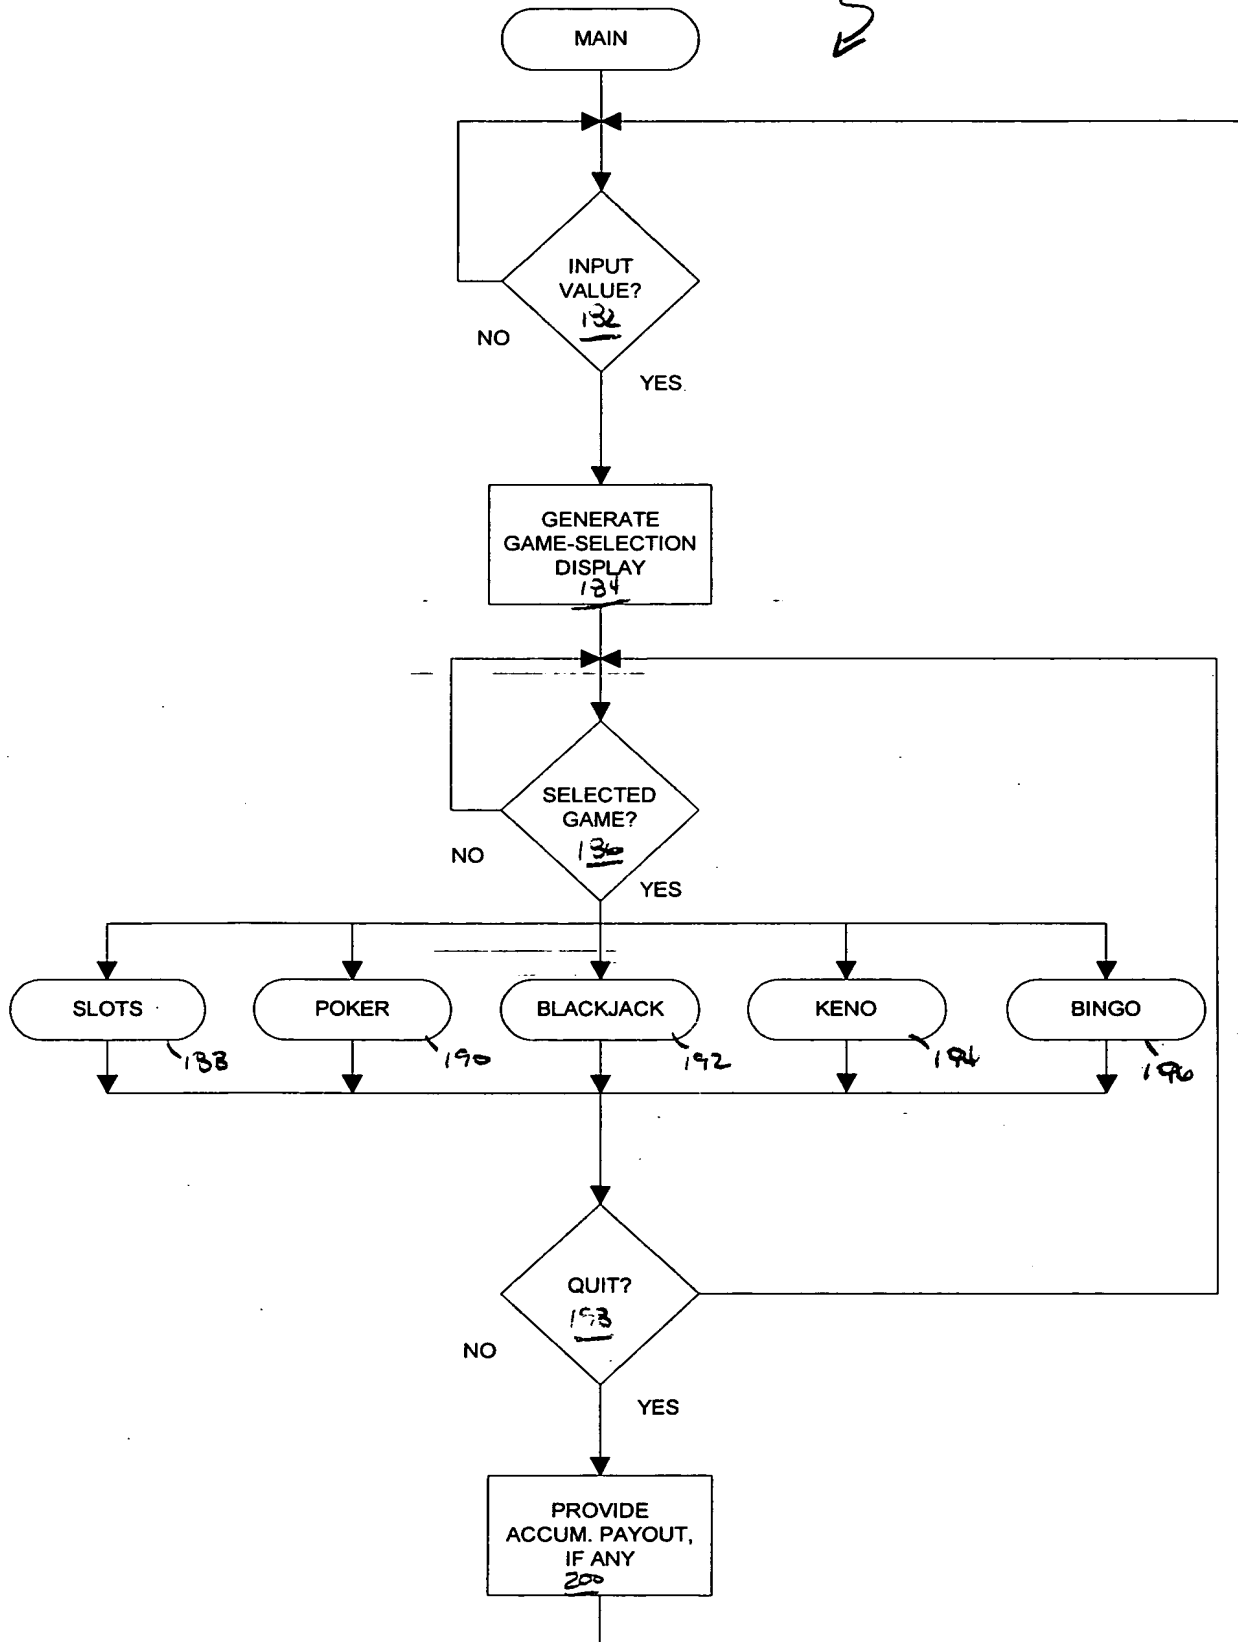 MAIN
INPUT
VALUE?
182
NO
YES
GENERATE
GAME-SELECTION
DISPLAY
184
SELECTED
GAME?
186
NO
YES
SLOTS
POKER
BLACKJACK
KENO
BINGO
188
190
192
194
196
QUIT?
198
NO
YES
PROVIDE
ACCUM. PAYOUT,
IF ANY
200